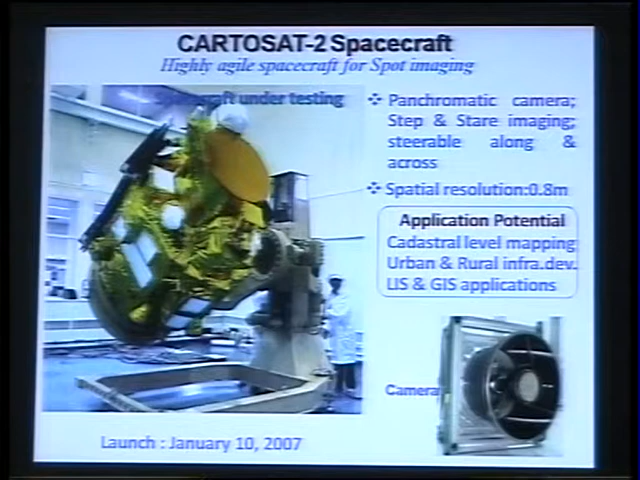 CARTOSAT-2 Spacecraft
Highly agile spacecraft for Spot imaging
under testing
❖ Panchromatic camera;
Step & Stare imaging;
steerable along &
across
❖ Spatial resolution:0.8m
Application Potential
Cadastral level mapping
Urban & Rural infra.dev.
LIS & GIS applications
Camera
Launch : January 10, 2007